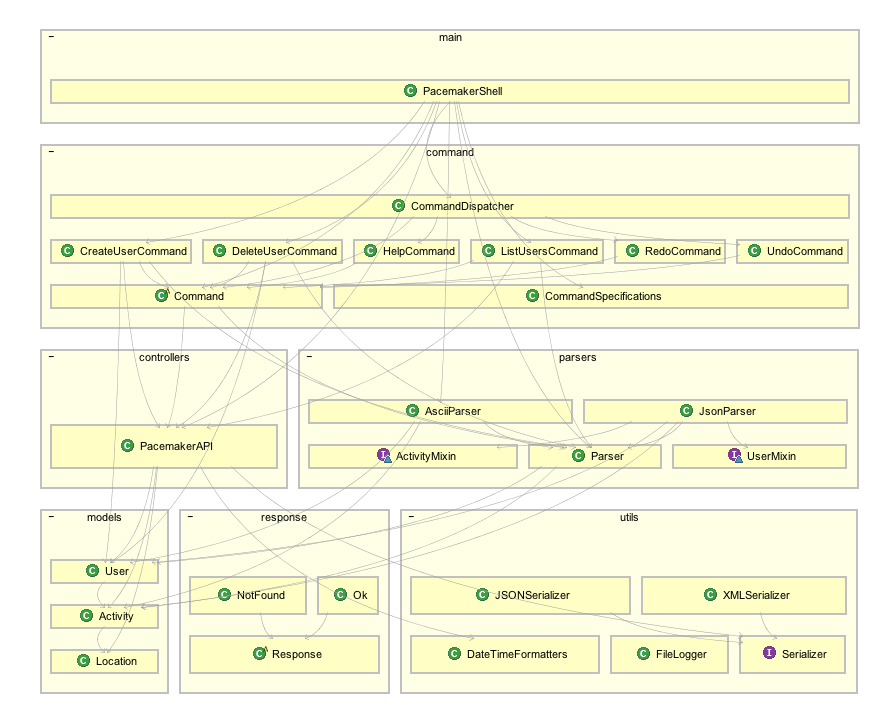 main
PacemakerShell
command
CommandDispatcher
CreateUserCommand DeleteUserCommand HelpCommand ListUsersCommand RedoCommand UndoCommand
Command CommandSpecifications
controllers parsers
AsciiParser JsonParser
PacemakerAPI
ActivityMixin Parser UserMixin
models response utils
User
NotFound Ok JSONSerializer XMLSerializer
Activity
Response DateTimeFormatters FileLogger Serializer
Location